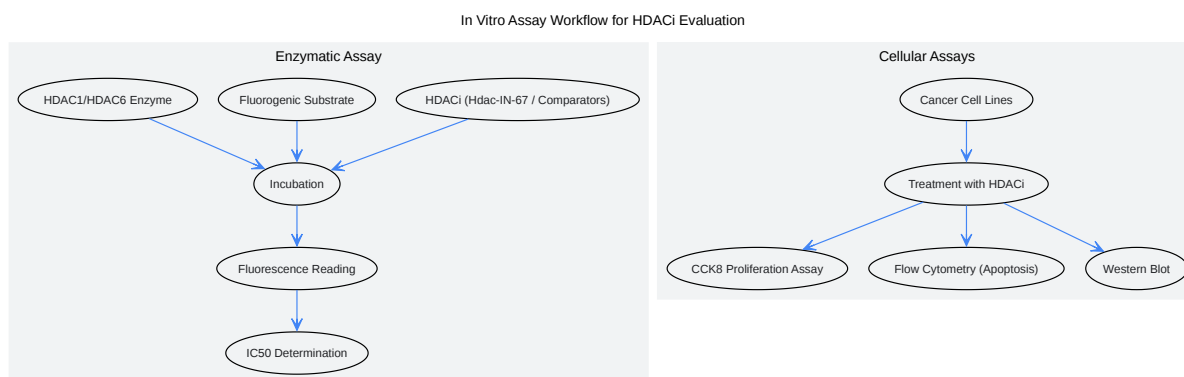 In Vitro Assay Workflow for HDACi Evaluation
Enzymatic Assay
HDAC1/HDAC6 Enzyme
Fluorogenic Substrate
HDACi (Hdac-IN-67 / Comparators)
Incubation
Fluorescence Reading
IC50 Determination
Cellular Assays
Cancer Cell Lines
Treatment with HDACi
CCK8 Proliferation Assay
Flow Cytometry (Apoptosis)
Western Blot